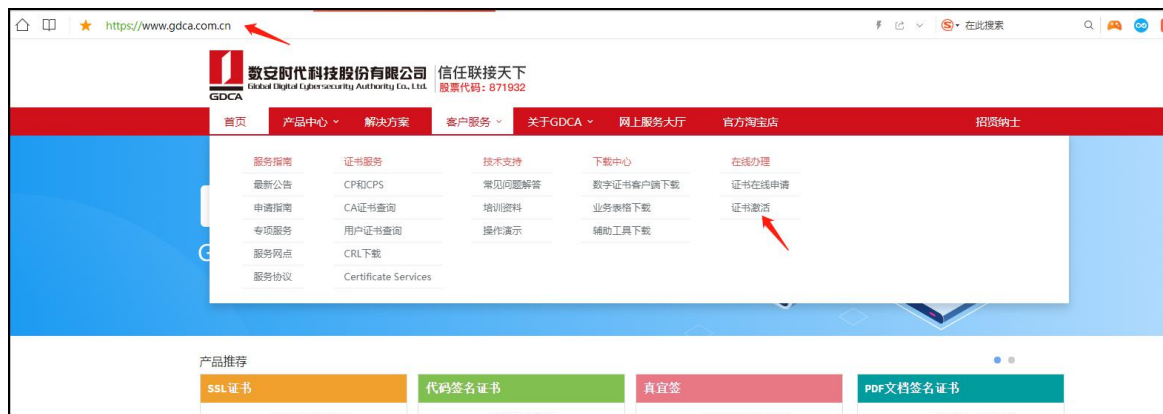 https://www.gdca.com.cn
在此搜索
数安时代科技股份有限公司
信任联接天下
Global Digital Cybersecurity Authority Co., Ltd.
股票代码: 871932
GDCA
首页 产品中心 解决方案 客户服务 关于GDCA 网上服务大厅 官方淘宝店 招贤纳士
服务指南 证书服务 技术支持 下载中心 在线办理
最新公告 CP和CPS 常见问题解答 数字证书客户端下载 证书在线申请
申请指南 CA证书查询 培训资料 业务表格下载 证书激活
专项服务 用户证书查询 操作演示 辅助工具下载
G
服务网点 CRL下载
服务协议 Certificate Services
产品推荐
SSL证书 代码签名证书 真宜签 PDF文档签名证书